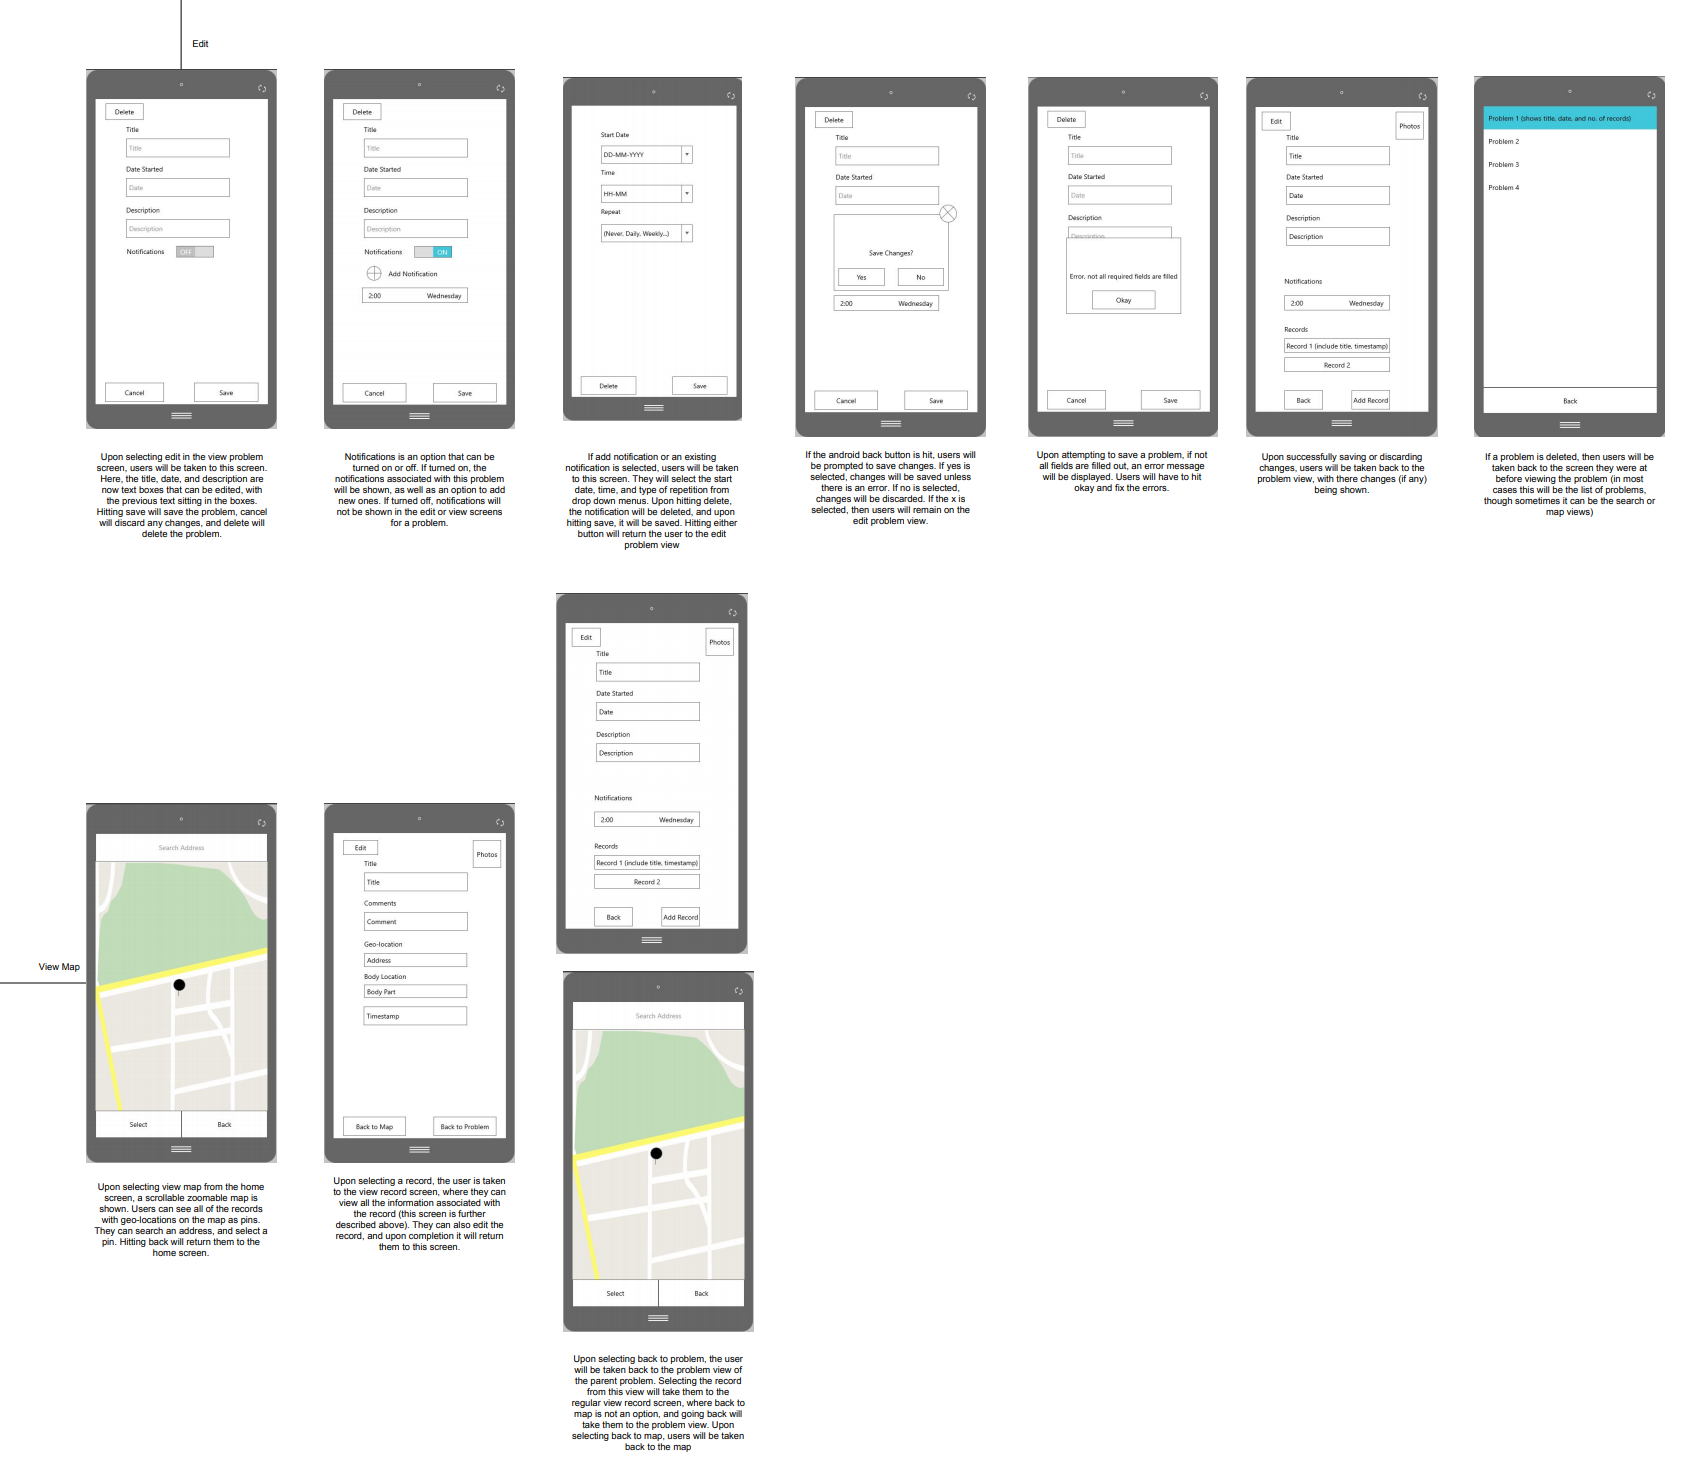 Edit
Delete
Title
Title
Date Started
Date
Description
Description
Notifications OFF
Cancel Save
Upon selecting edit in the view problem
screen, users will be taken to this screen.
Here, the title, date, and description are
now text boxes that can be edited, with
the previous text sitting in the boxes.
Hitting save will save the problem, cancel
will discard any changes, and delete will
delete the problem.
Delete
Title
Title
Date Started
Date
Description
Description
Notifications ON
Add Notification
2:00 Wednesday
Cancel Save
Notifications is an option that can be
turned on or off. If turned on, the
notifications associated with this problem
will be shown, as well as an option to add
new ones. If turned off, notifications will
not be shown in the edit or view screens
for a problem.
Start Date
DD-MM-YYYY
Time
HH-MM
Repeat
(Never, Daily, Weekly...)
Delete Save
If add notification or an existing
notification is selected, users will be taken
to this screen. They will select the start
date, time, and type of repetition from
drop down menus. Upon hitting delete,
the notification will be deleted, and upon
hitting save, it will be saved. Hitting either
button will return the user to the edit
problem view
Delete
Title
Title
Date Started
Date
Save Changes?
Yes No
2:00 Wednesday
Cancel Save
If the android back button is hit, users will
be prompted to save changes. If yes is
selected, changes will be saved unless
there is an error. If no is selected,
changes will be discarded. If the x is
selected, then users will remain on the
edit problem view.
Delete
Title
Title
Date Started
Date
Description
Description
Error, not all required fields are filled
Okay
Cancel Save
Upon attempting to save a problem, if not
all fields are filled out, an error message
will be displayed. Users will have to hit
okay and fix the errors.
Edit
Photos
Title
Title
Date Started
Date
Description
Description
Notifications
2:00 Wednesday
Records
Record 1 (include title, timestamp)
Record 2
Back Add Record
Upon successfully saving or discarding
changes, users will be taken back to the
problem view, with there changes (if any)
being shown.
Problem 1 (shows title, date, and no. of records)
Problem 2
Problem 3
Problem 4
Back
If a problem is deleted, then users will be
taken back to the screen they were at
before viewing the problem (in most
cases this will be the list of problems,
though sometimes it can be the search or
map views)
View Map
Search Address
Select Back
Upon selecting view map from the home
screen, a scrollable zoomable map is
shown. Users can see all of the records
with geo-locations on the map as pins.
They can search an address, and select a
pin. Hitting back will return them to the
home screen.
Edit
Photos
Title
Title
Comments
Comment
Geo-location
Address
Body Location
Body Part
Timestamp
Back to Map Back to Problem
Upon selecting a record, the user is taken
to the view record screen, where they can
view all the information associated with
the record (this screen is further
described above). They can also edit the
record, and upon completion it will return
them to this screen.
Edit
Photos
Title
Title
Date Started
Date
Description
Description
Notifications
2:00 Wednesday
Records
Record 1 (include title, timestamp)
Record 2
Back Add Record
Search Address
Select Back
Upon selecting back to problem, the user
will be taken back to the problem view of
the parent problem. Selecting the record
from this view will take them to the
regular view record screen, where back to
map is not an option, and going back will
take them to the problem view. Upon
selecting back to map, users will be taken
back to the map